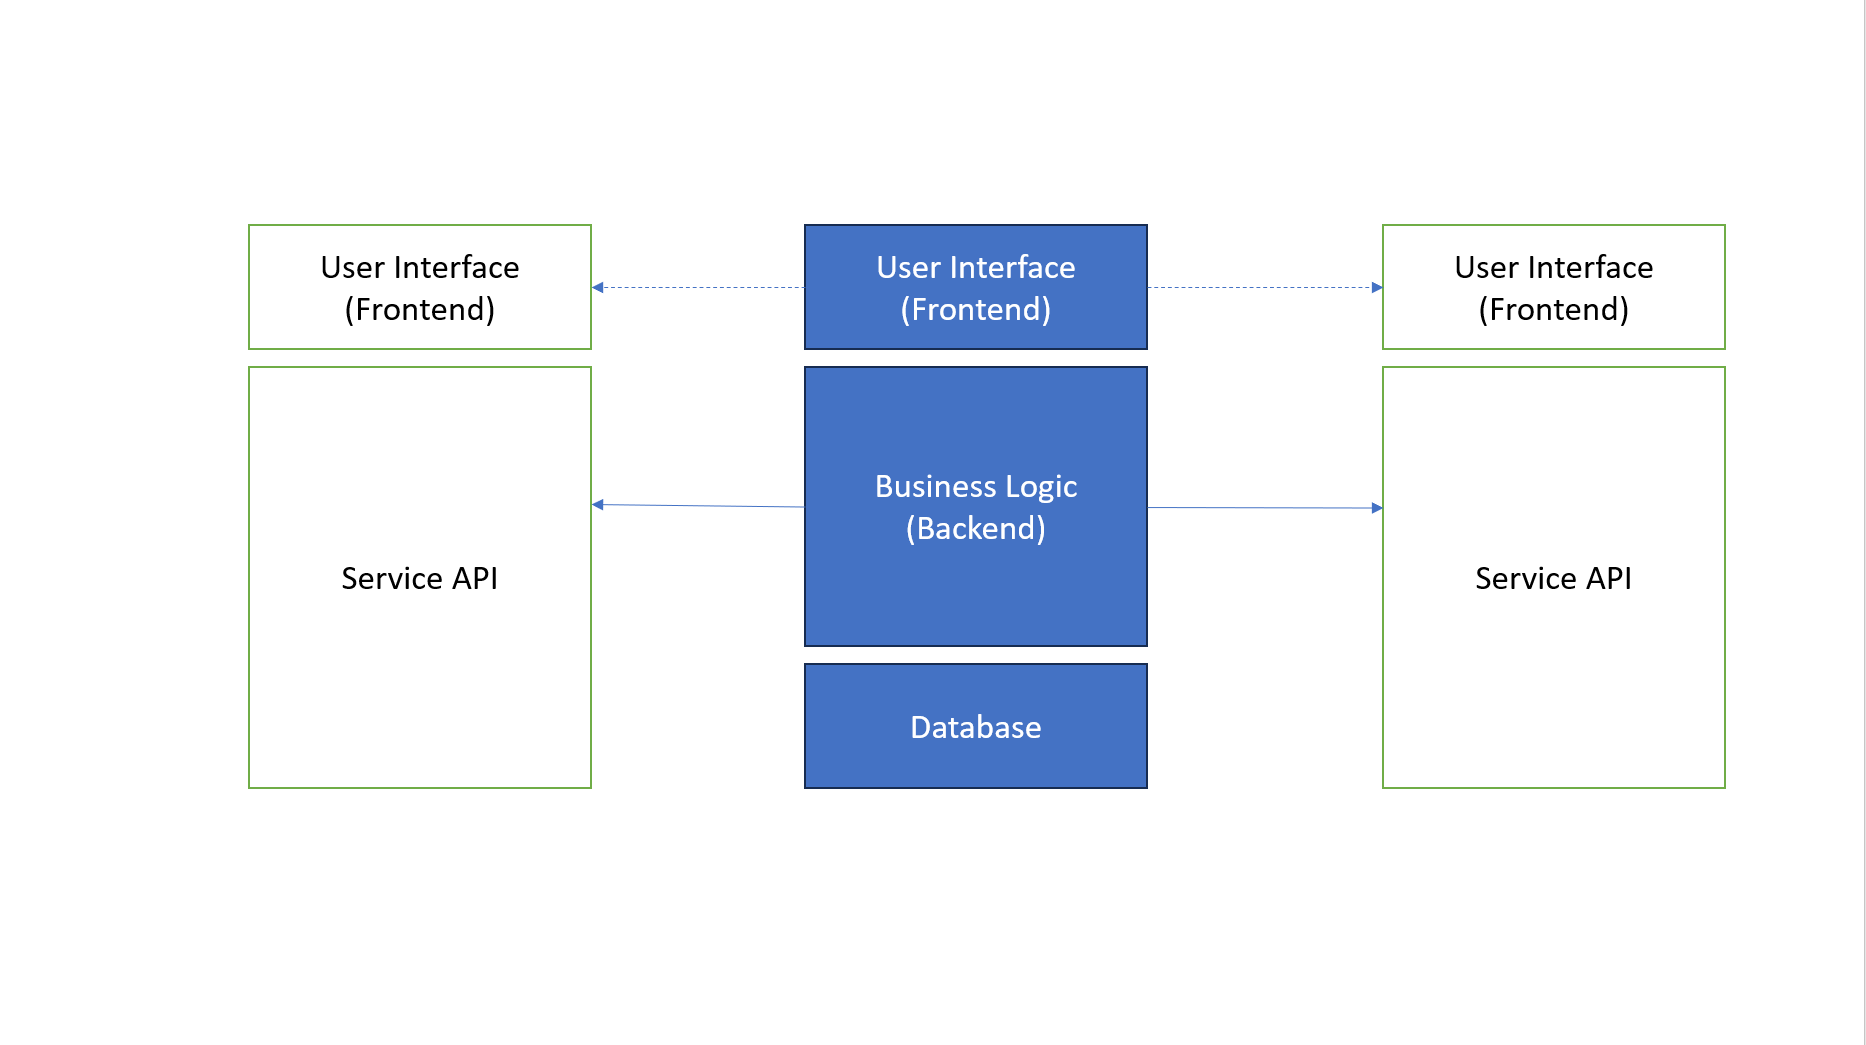 User Interface
(Frontend)
User Interface
(Frontend)
User Interface
(Frontend)
Service API
Business Logic
(Backend)
Service API
Database